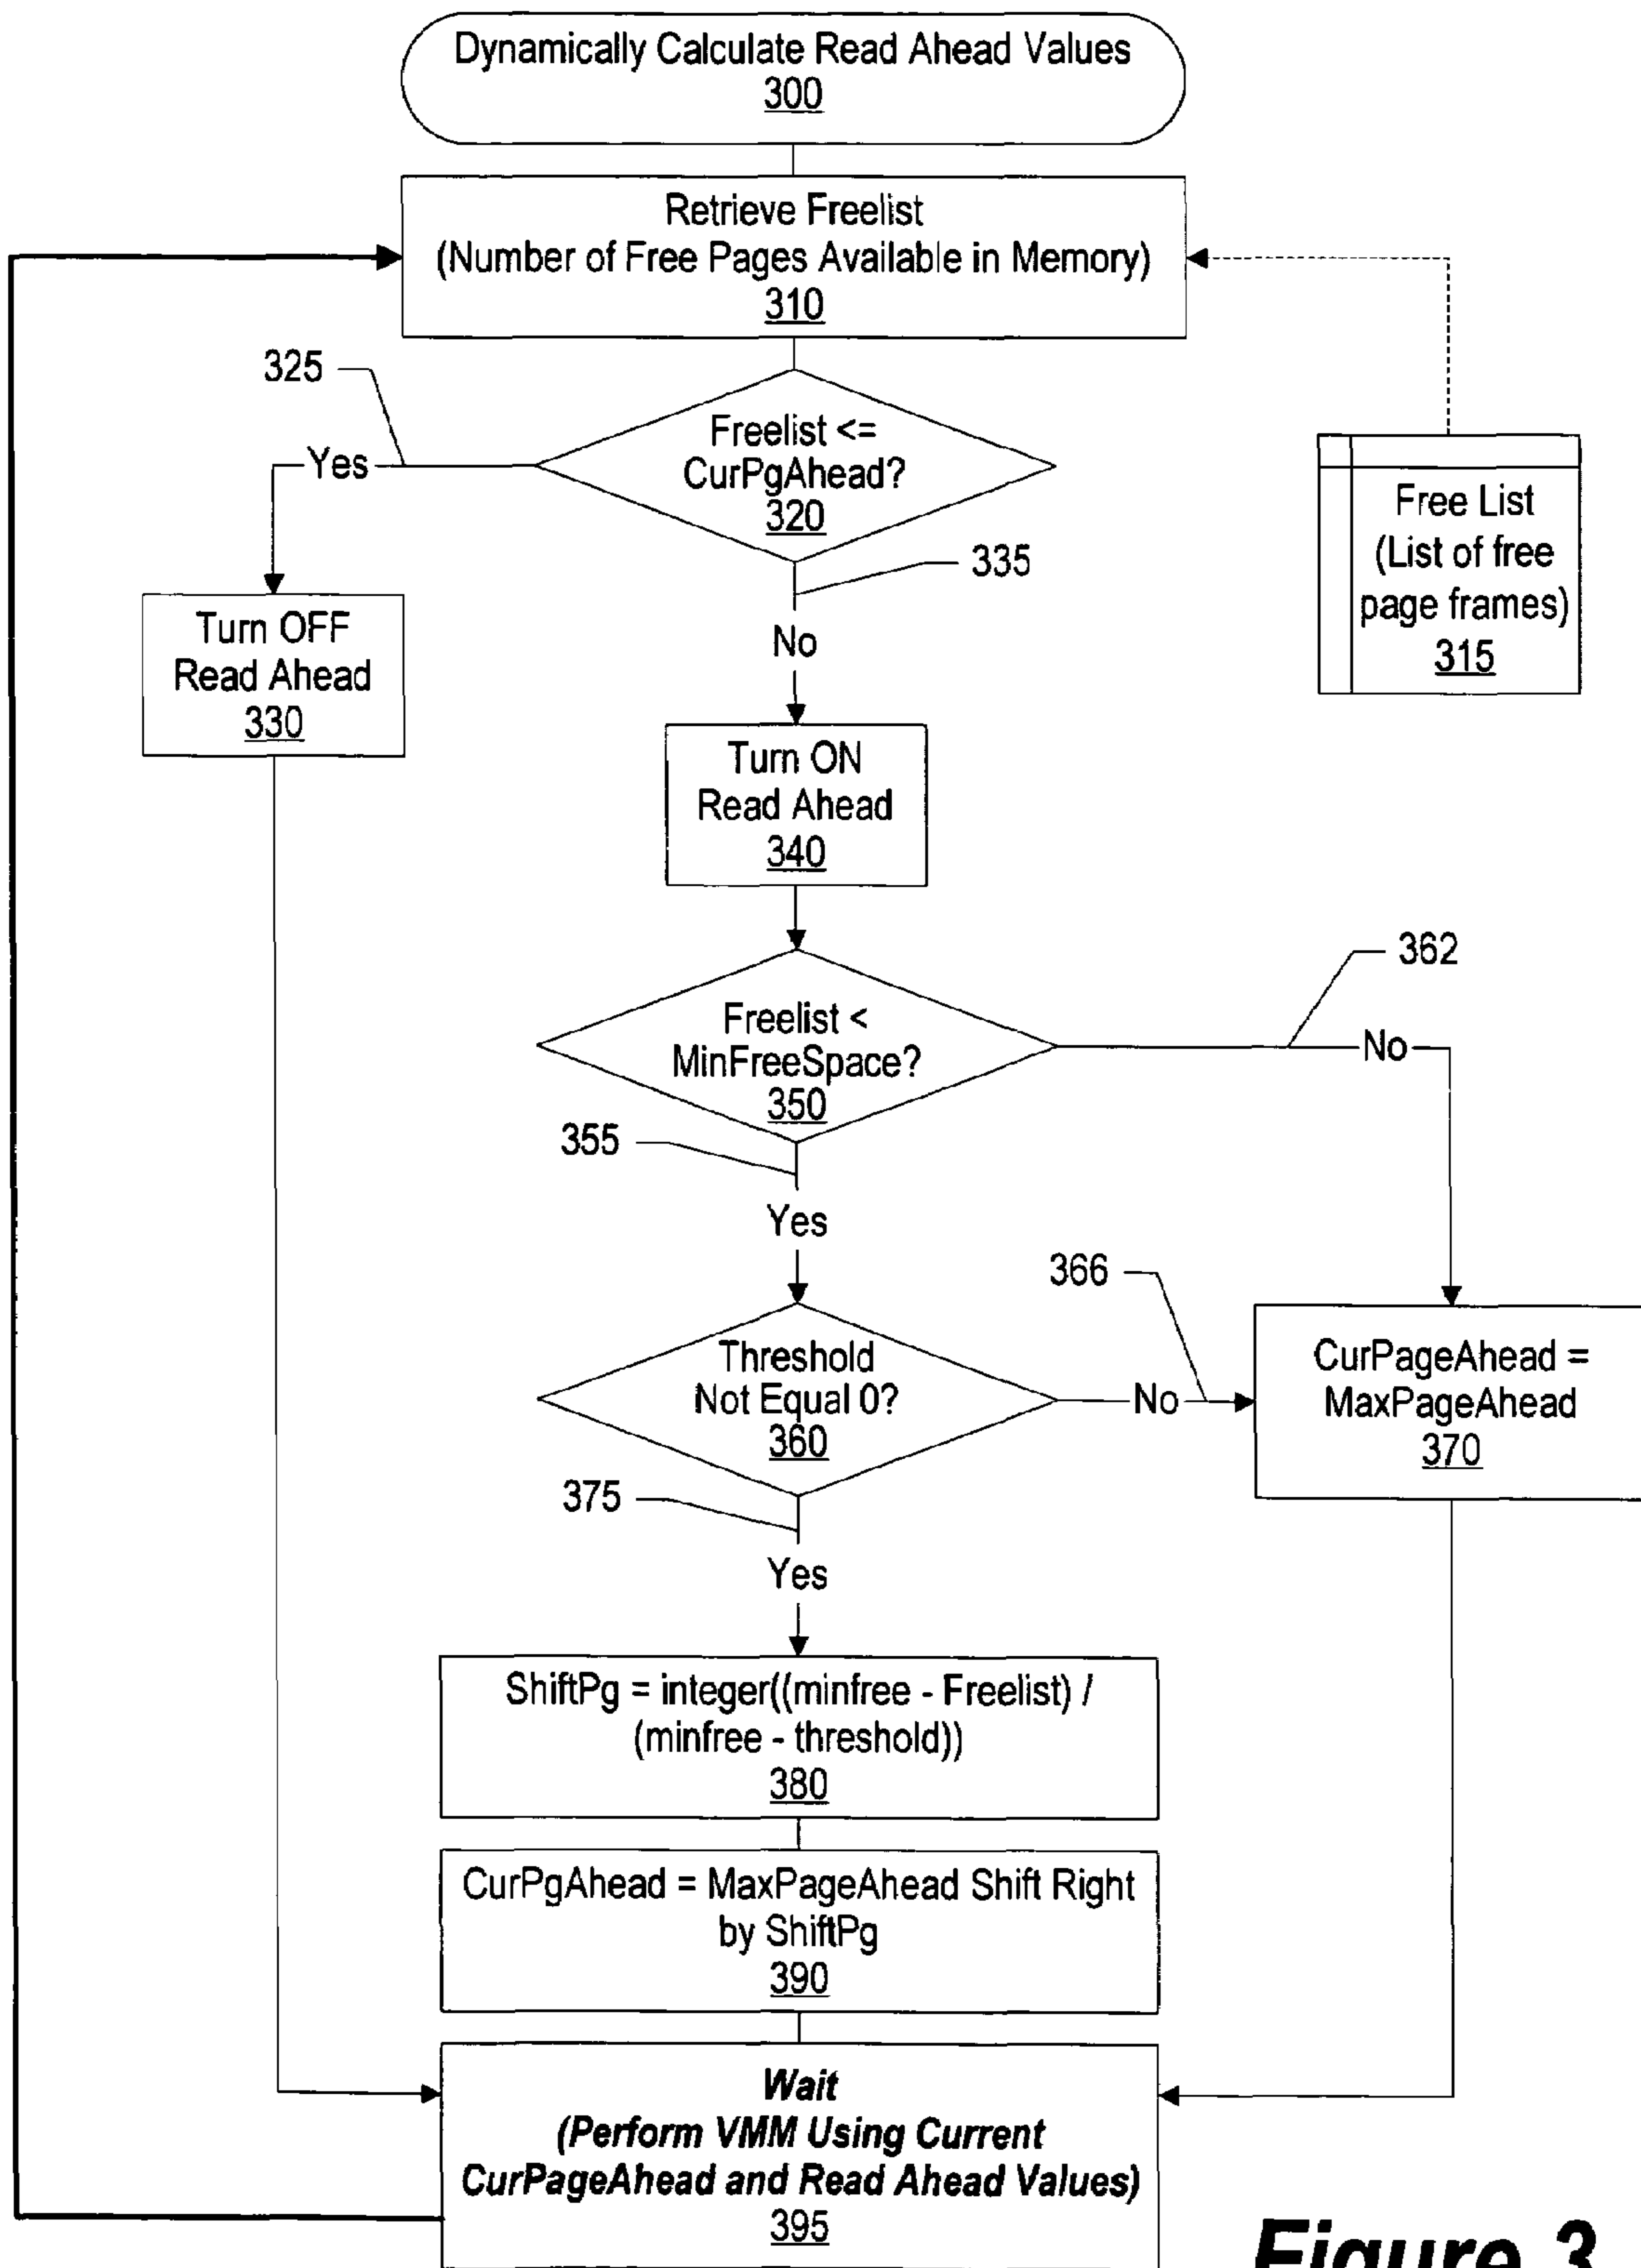 Dynamically Calculate Read Ahead Values
300
Retrieve Freelist
(Number of Free Pages Available in Memory)
310
325
Freelist <=
CurPgAhead?
320
Yes
Free List
(List of free
page frames)
315
335
No
Turn OFF
Read Ahead
330
Turn ON
Read Ahead
340
362
Freelist <
MinFreeSpace?
350
No
355
Yes
366
Threshold
Not Equal 0?
360
No
CurPageAhead =
MaxPageAhead
370
375
Yes
ShiftPg = integer((minfree - Freelist) /
(minfree - threshold))
380
CurPgAhead = MaxPageAhead Shift Right
by ShiftPg
390
Wait
(Perform VMM Using Current
CurPageAhead and Read Ahead Values)
395
Figure 3